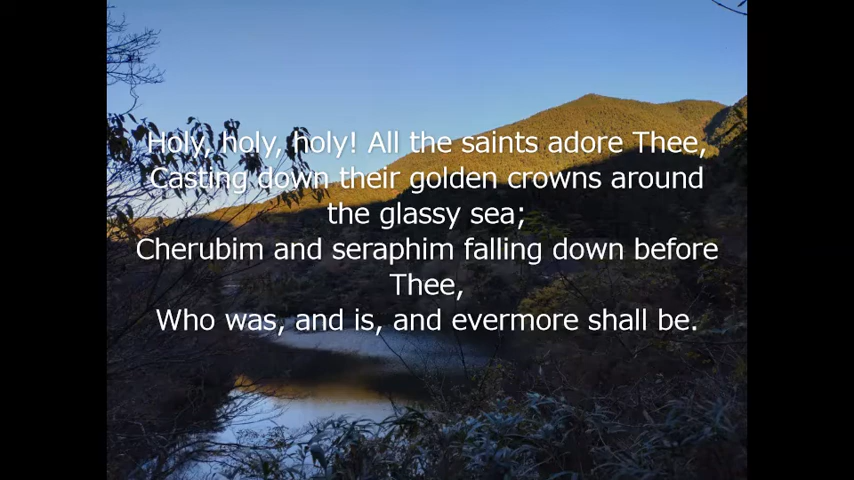 Holy, holy, holy! All the saints adore Thee,
Casting down their golden crowns around
the glassy sea;
Cherubim and seraphim falling down before
Thee,
Who was, and is, and evermore shall be.